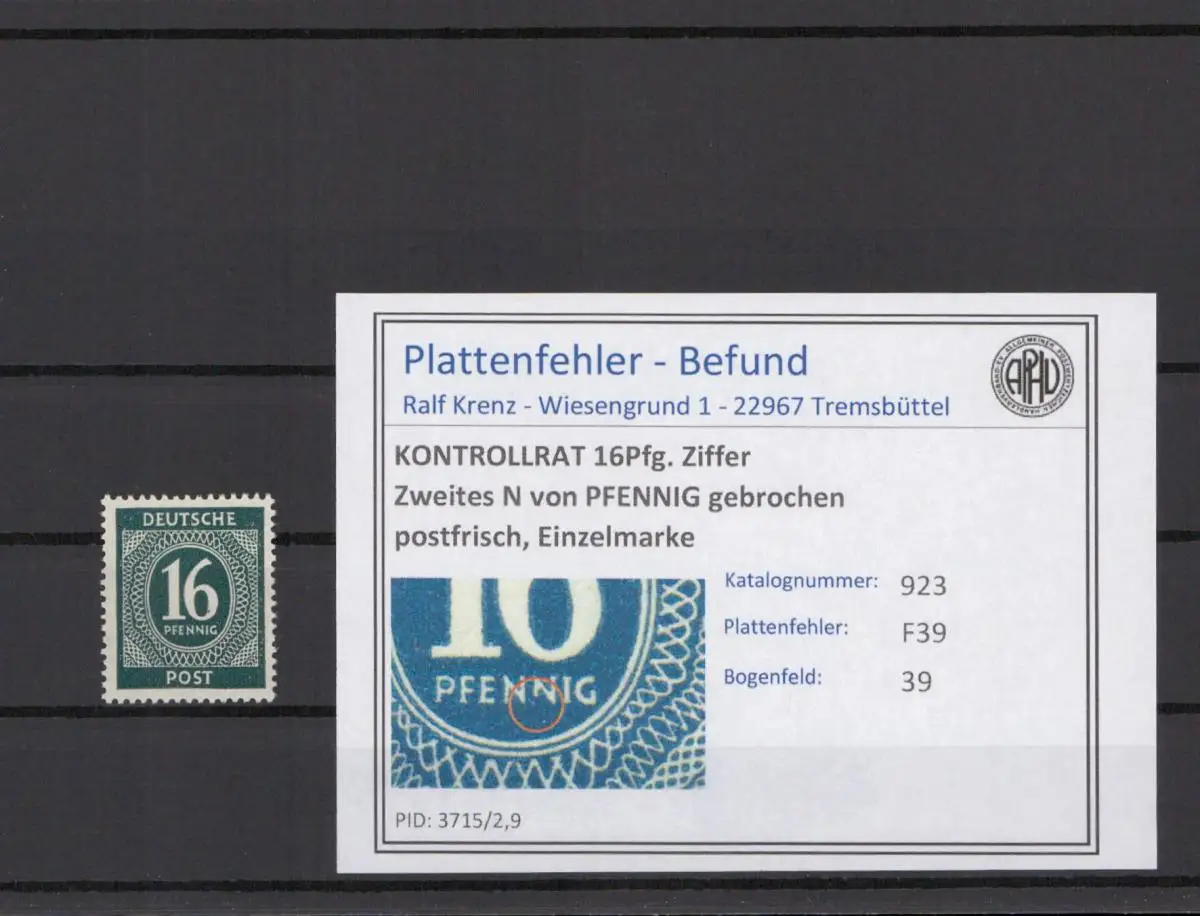 DEUTSCHE
16
PFENNIG
POST
Plattenfehler - Befund
Ralf Krenz - Wiesengrund 1 - 22967 Tremsbüttel
APHV
KONTROLLRAT 16Pfg. Ziffer
Zweites N von PFENNIG gebrochen
postfrisch, Einzelmarke
16
PFENNIG
Katalognummer: 923
Plattenfehler: F39
Bogenfeld: 39
PID: 3715/2,9